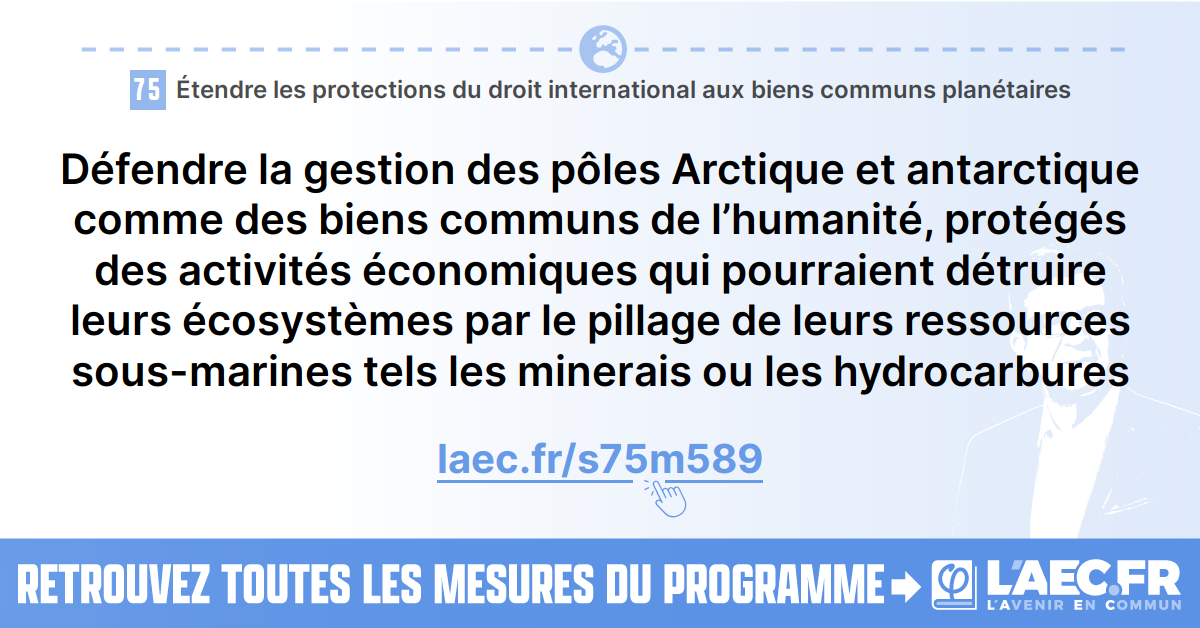 75 Étendre les protections du droit international aux biens communs planétaires
Défendre la gestion des pôles Arctique et antarctique
comme des biens communs de l’humanité, protégés
des activités économiques qui pourraient détruire
leurs écosystèmes par le pillage de leurs ressources
sous-marines tels les minerais ou les hydrocarbures
laec.fr/s75m589
RETROUVEZ TOUTES LES MESURES DU PROGRAMME
L'AEC.FR
L'AVENIR EN COMMUN